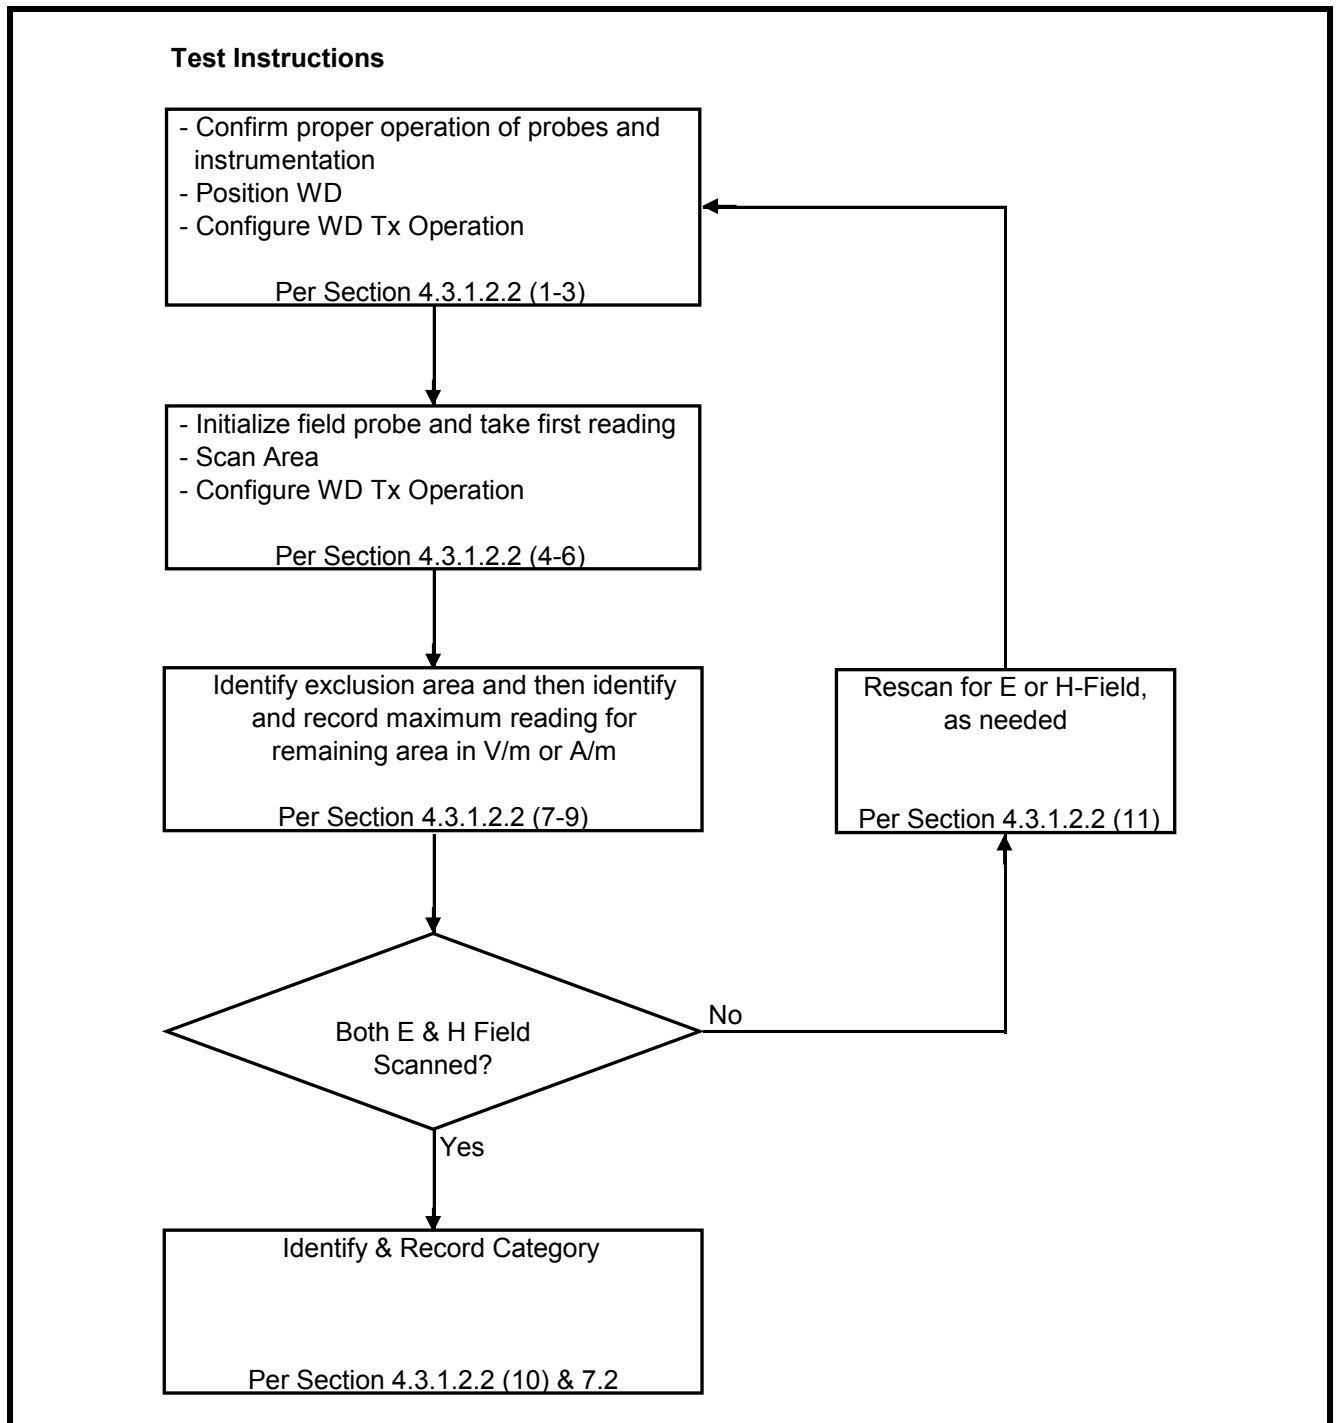 Test Instructions
- Confirm proper operation of probes and
instrumentation
- Position WD
- Configure WD Tx Operation
Per Section 4.3.1.2.2 (1-3)
- Initialize field probe and take first reading
- Scan Area
- Configure WD Tx Operation
Per Section 4.3.1.2.2 (4-6)
Identify exclusion area and then identify
and record maximum reading for
remaining area in V/m or A/m
Per Section 4.3.1.2.2 (7-9)
Rescan for E or H-Field,
as needed
Per Section 4.3.1.2.2 (11)
Both E & H Field
Scanned?
No
Yes
Identify & Record Category
Per Section 4.3.1.2.2 (10) & 7.2